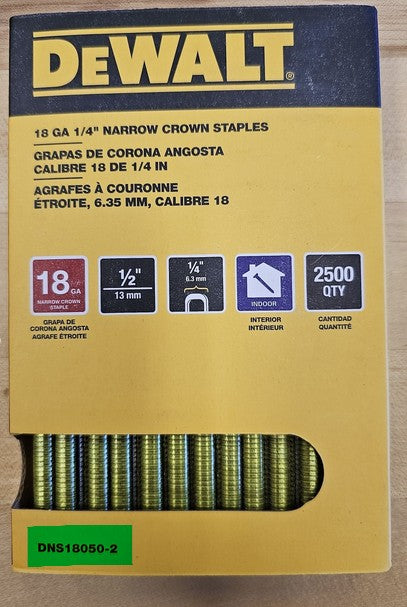 DEWALT®
18 GA 1/4" NARROW CROWN STAPLES
GRAPAS DE CORONA ANGOSTA
CALIBRE 18 DE 1/4 IN
AGRAFES À COURONNE
ÉTROITE, 6.35 MM, CALIBRE 18
18 GA
NARROW CROWN
STAPLE
GRAPA DE
CORONA ANGOSTA
AGRAFE ÉTROITE
½"
13 mm
¼"
6.3 mm
INDOOR
INTERIOR
INTÉRIEUR
2500
QTY
CANTIDAD
QUANTITÉ
DNS18050-2